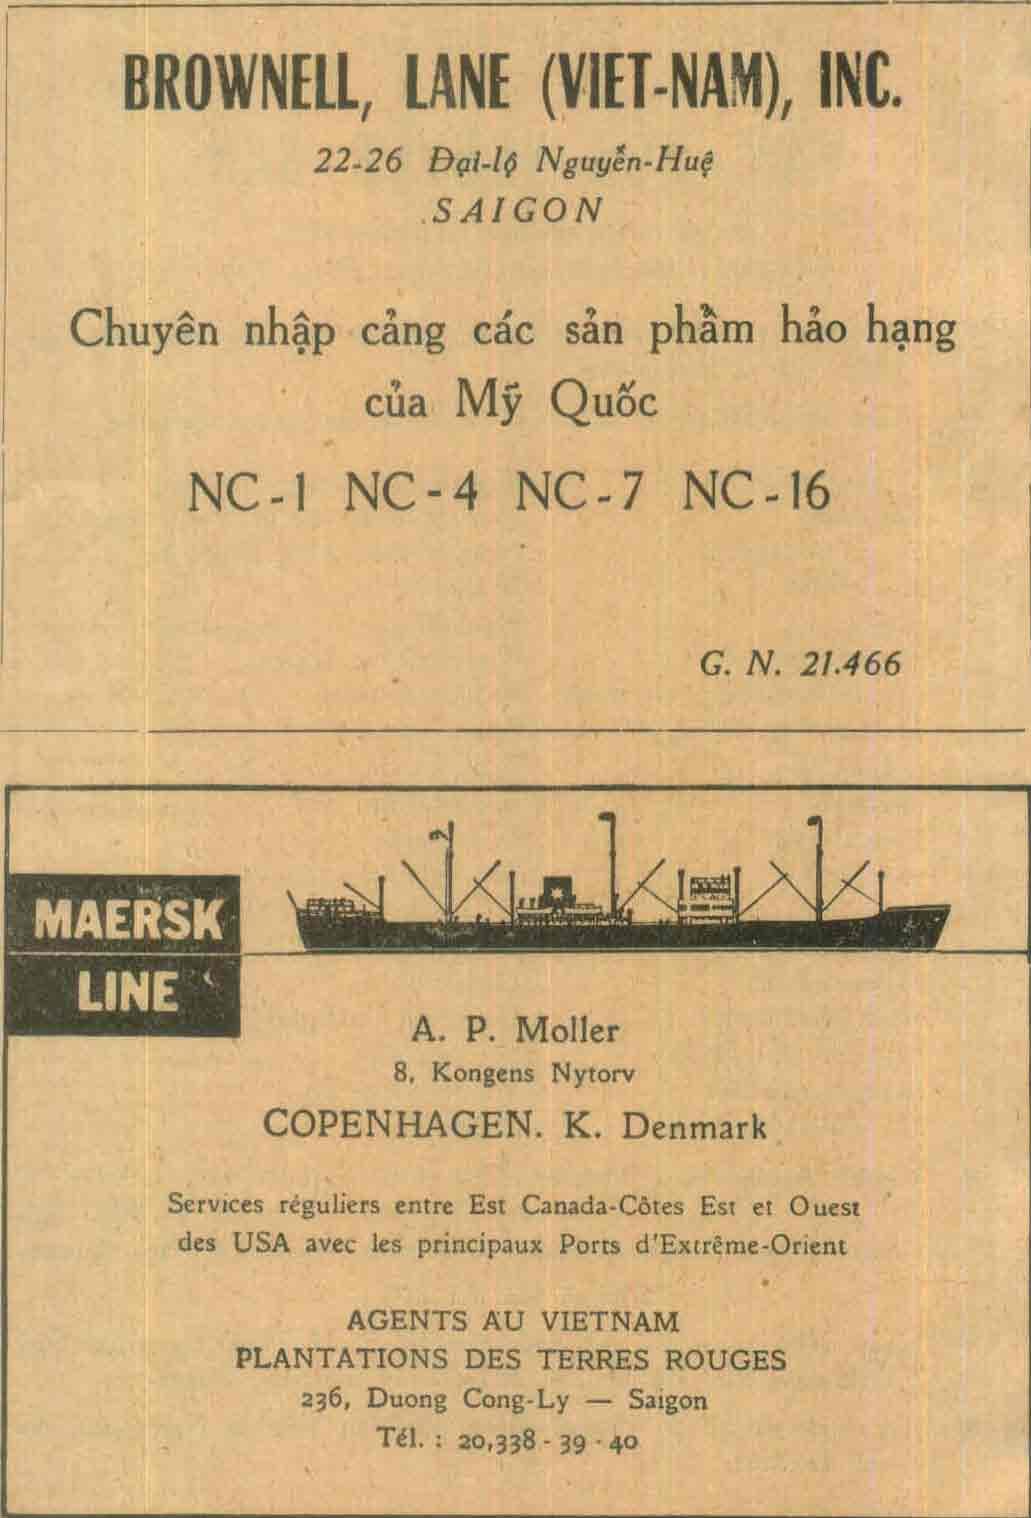 BROWNELL, LANE (VIET-NAM), INC.
22-26 Đại-lộ Nguyễn-Huệ
SAIGON
Chuyên nhập cảng các sản phẩm hảo hạng
của Mỹ Quốc
NC-1 NC-4 NC-7 NC-16
G. N. 21.466
MAERSK
LINE
A. P. Moller
8, Kongens Nytorv
COPENHAGEN. K. Denmark
Services réguliers entre Est Canada-Côtes Est et Ouest
des USA avec les principaux Ports d'Extrême-Orient
AGENTS AU VIETNAM
PLANTATIONS DES TERRES ROUGES
236, Duong Cong-Ly — Saigon
Tél. : 20,338 - 39 - 40